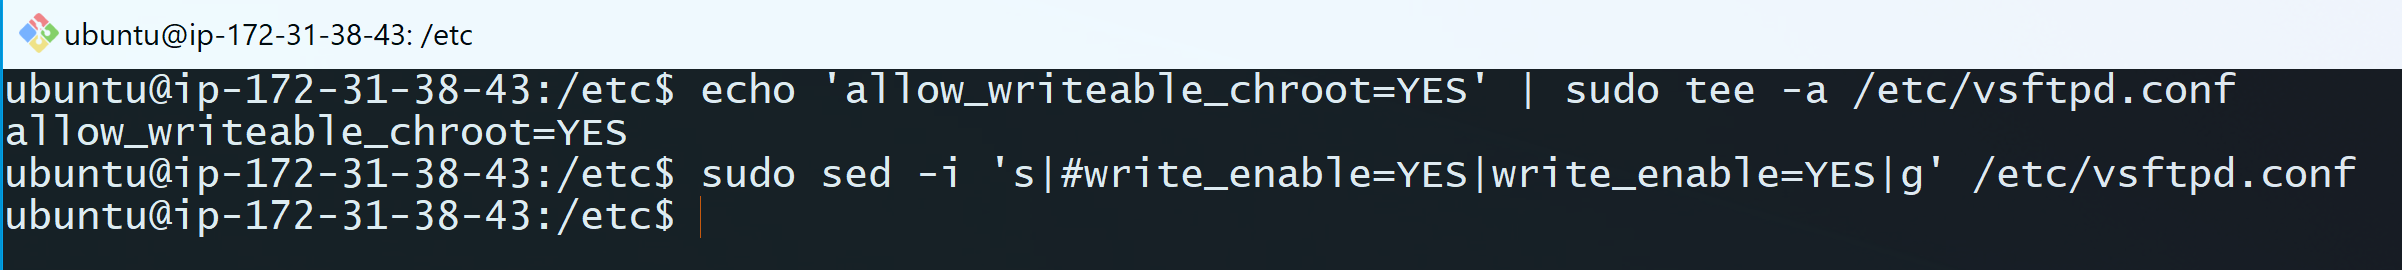 ubuntu@ip-172-31-38-43: /etc
ubuntu@ip-172-31-38-43:/etc$ echo 'allow_writeable_chroot=YES' | sudo tee -a /etc/vsftpd.conf
allow_writeable_chroot=YES
ubuntu@ip-172-31-38-43:/etc$ sudo sed -i 's|#write_enable=YES|write_enable=YES|g' /etc/vsftpd.conf
ubuntu@ip-172-31-38-43:/etc$